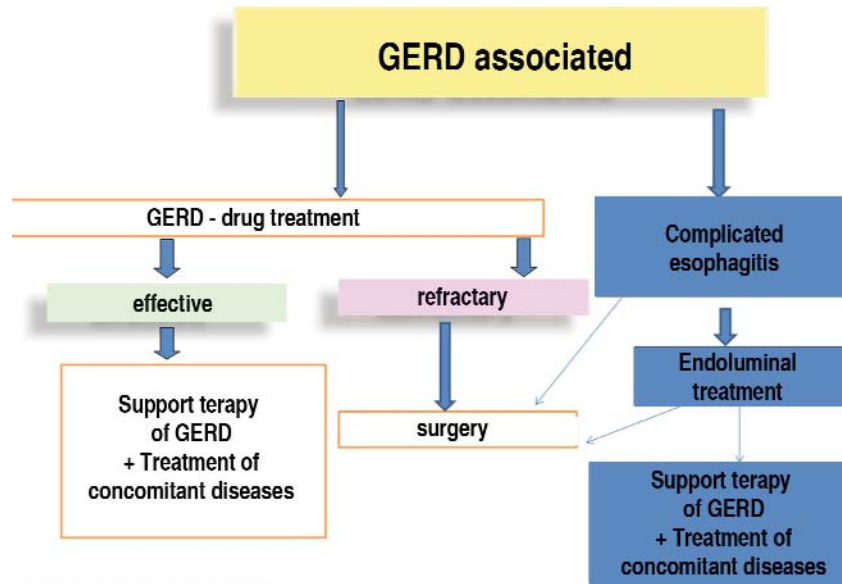 GERD associated
GERD - drug treatment
Complicated
esophagitis
effective
refractary
Endoluminal
treatment
Support terapy
of GERD
+ Treatment of
concomitant diseases
surgery
Support terapy
of GERD
+ Treatment of
concomitant diseases